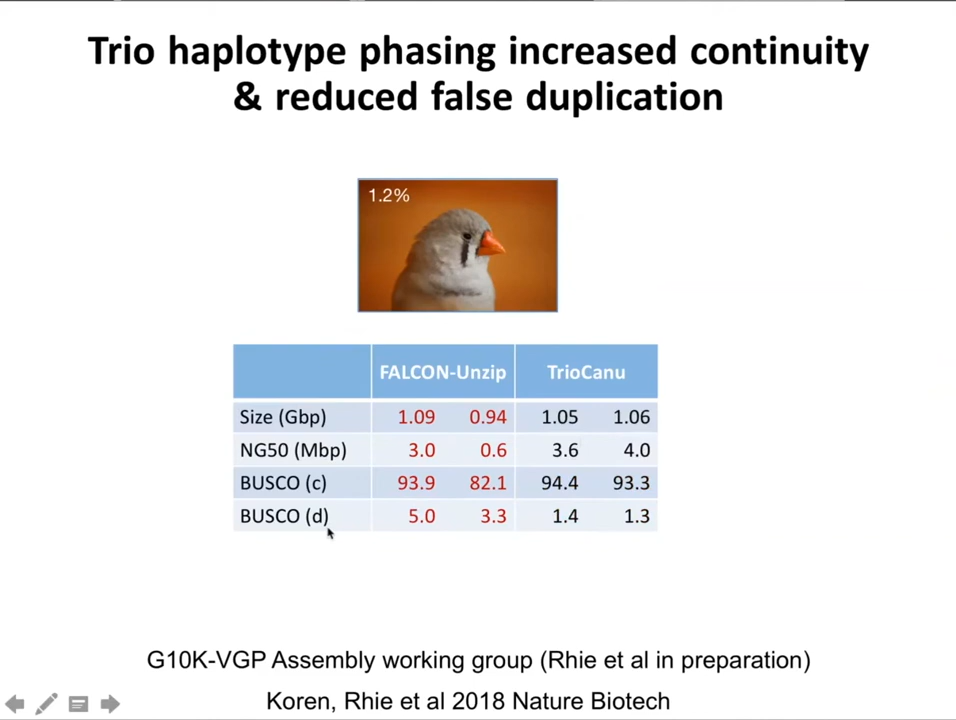 Trio haplotype phasing increased continuity
& reduced false duplication
1.2%
FALCON-Unzip TrioCanu
Size (Gbp) 1.09 0.94 1.05 1.06
NG50 (Mbp) 3.0 0.6 3.6 4.0
BUSCO (c) 93.9 82.1 94.4 93.3
BUSCO (d) 5.0 3.3 1.4 1.3
G10K-VGP Assembly working group (Rhie et al in preparation)
Koren, Rhie et al 2018 Nature Biotech